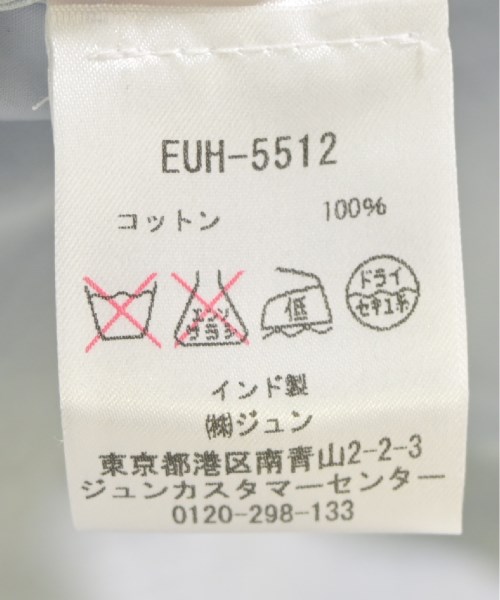 EUH-5512
コットン 100%
エンソ サラシ 低 ドライ セキユ系
インド製
㈱ジュン
東京都港区南青山2-2-3
ジュンカスタマーセンター
0120-298-133